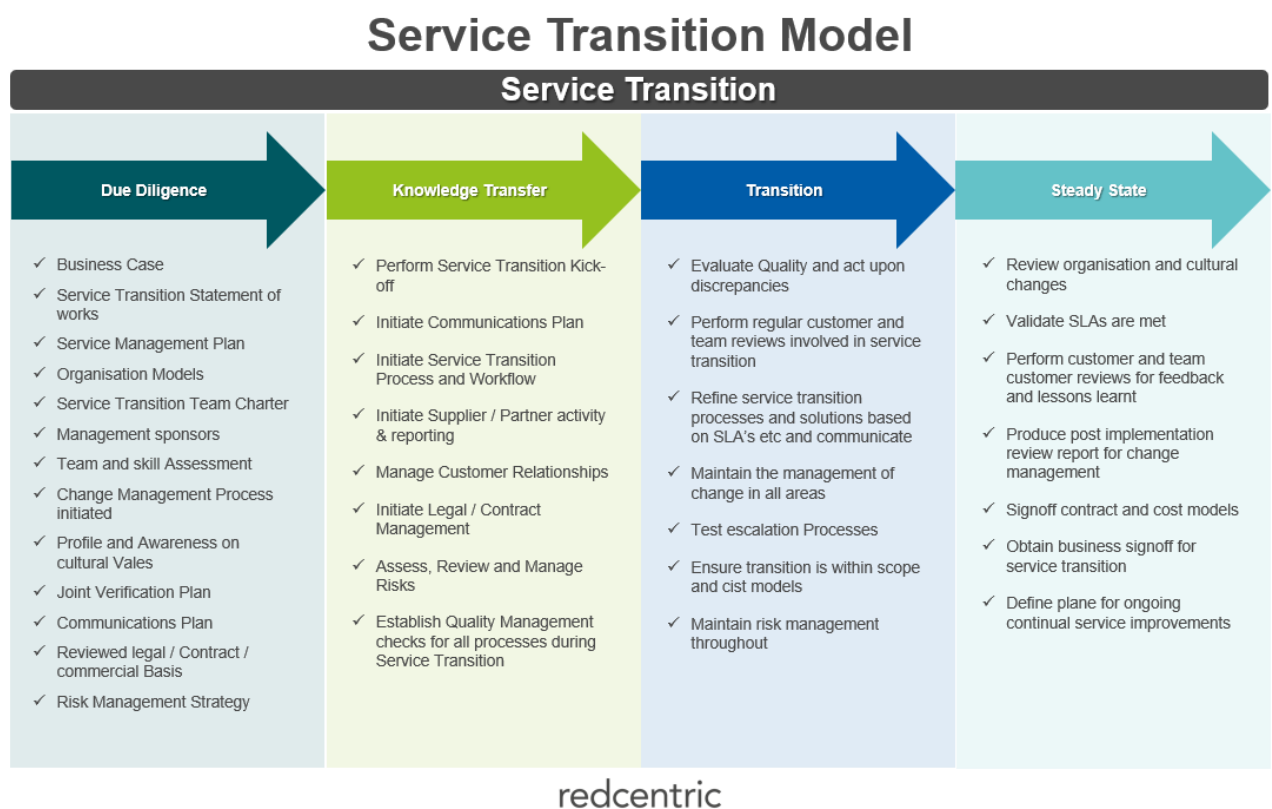 Service Transition Model
Service Transition
Due Diligence
Business Case
Service Transition Statement of
works
Service Management Plan
Organisation Models
Service Transition Team Charter
Management sponsors
Team and skill Assessment
Change Management Process
initiated
Profile and Awareness on
cultural Vales
Joint Verification Plan
Communications Plan
Reviewed legal / Contract /
commercial Basis
Risk Management Strategy
Knowledge Transfer
Perform Service Transition Kick-
off
Initiate Communications Plan
Initiate Service Transition
Process and Workflow
Initiate Supplier / Partner activity
& reporting
Manage Customer Relationships
Initiate Legal / Contract
Management
Assess, Review and Manage
Risks
Establish Quality Management
checks for all processes during
Service Transition
Transition
Evaluate Quality and act upon
discrepancies
Perform regular customer and
team reviews involved in service
transition
Refine service transition
processes and solutions based
on SLA's etc and communicate
Maintain the management of
change in all areas
Test escalation Processes
Ensure transition is within scope
and cist models
Maintain risk management
throughout
Steady State
Review organisation and cultural
changes
Validate SLAs are met
Perform customer and team
customer reviews for feedback
and lessons learnt
Produce post implementation
review report for change
management
Signoff contract and cost models
Obtain business signoff for
service transition
Define plane for ongoing
continual service improvements
redcentric